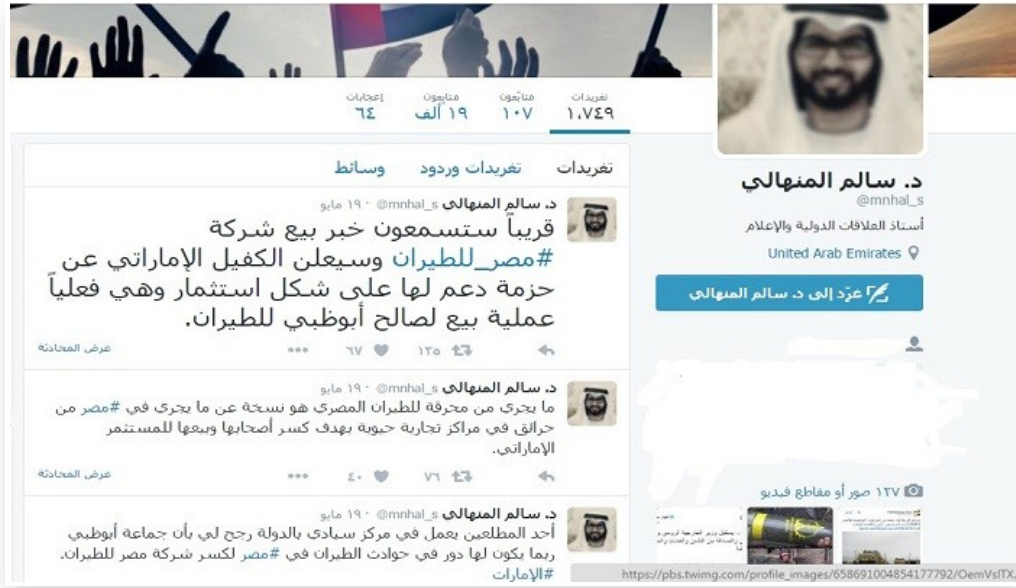 تغريدات
١،٧٤٩
متابَعون
١٠٧
متابِعون
١٩ ألف
إعجابات
٦٤
د. سالم المنهالي
@mnhal_s
أستاذ العلاقات الدولية والإعلام
United Arab Emirates
غرّد إلى د. سالم المنهالي
١٢٧ صور أو مقاطع فيديو
تغريدات تغريدات وردود وسائط
د. سالم المنهالي @mnhal_s · ١٩ مايو
قريباً ستسمعون خبر بيع شركة
#مصر_للطيران وسيعلن الكفيل الإماراتي عن
حزمة دعم لها على شكل استثمار وهي فعلياً
عملية بيع لصالح أبوظبي للطيران.
١٣٥ ٦٧ عرض المحادثة
د. سالم المنهالي @mnhal_s · ١٩ مايو
ما يجري من محرقة للطيران المصري هو نسخة عن ما يجري في #مصر من
حرائق في مراكز تجارية حيوية بهدف كسر أصحابها وبيعها للمستثمر
الإماراتي.
٧٦ ٤٠ عرض المحادثة
د. سالم المنهالي @mnhal_s · ١٩ مايو
أحد المطلعين يعمل في مركز سيادي بالدولة رجح لي بأن جماعة أبوظبي
ربما يكون لها دور في حوادث الطيران في #مصر لكسر شركة مصر للطيران.
#الإمارات
https://pbs.twimg.com/profile_images/658691004854177792/OemVsITX